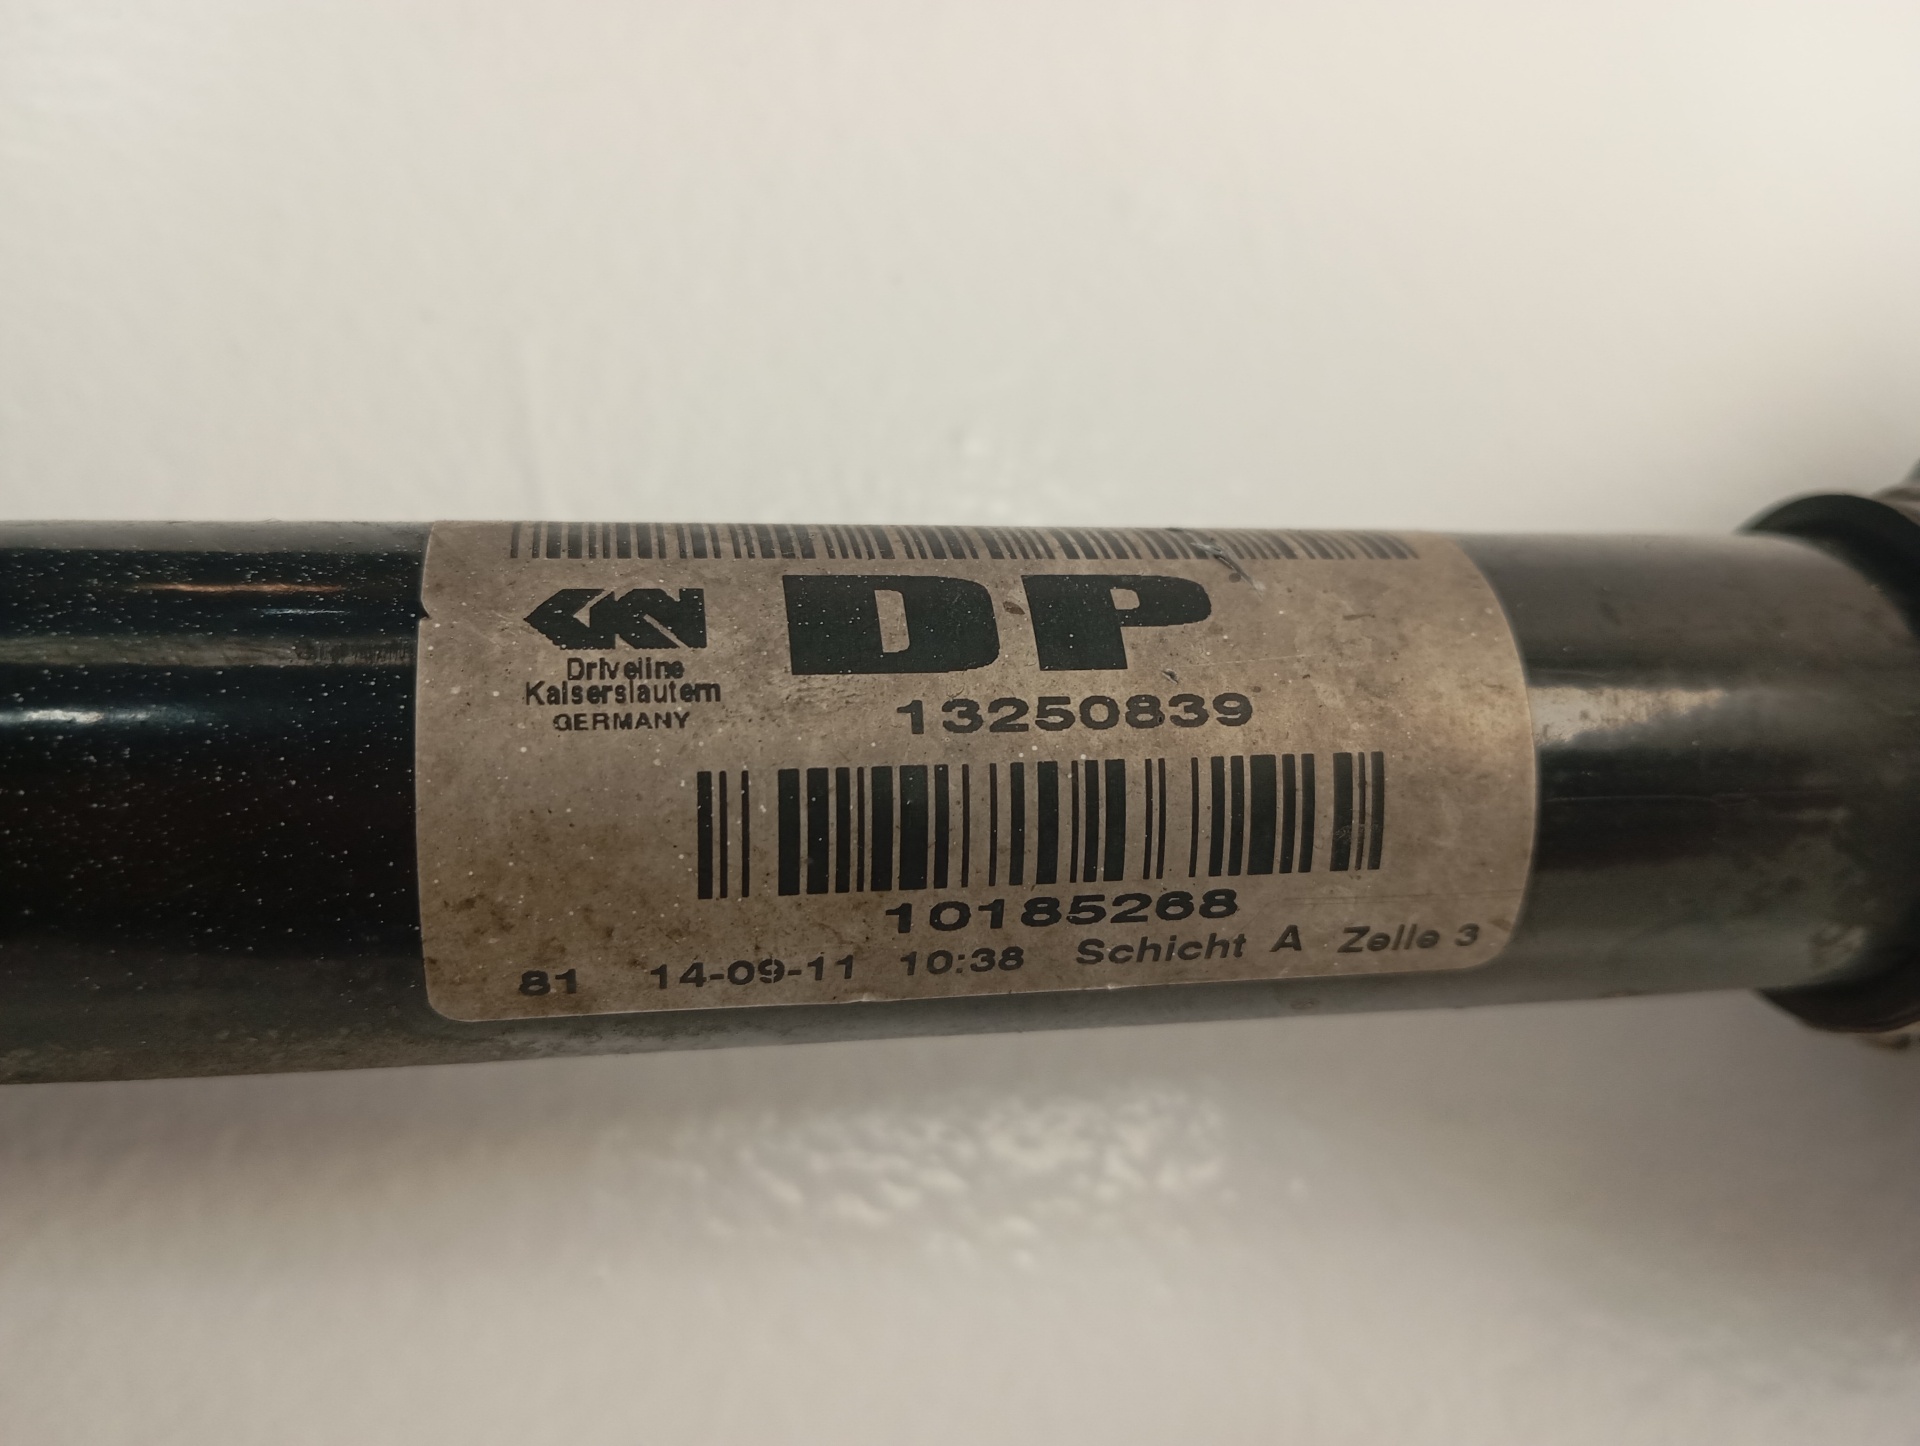 GKN
Driveline
Kaiserslautern
GERMANY
DP
13250839
10185268
81 14-09-11 10:38 Schicht A Zelle 3